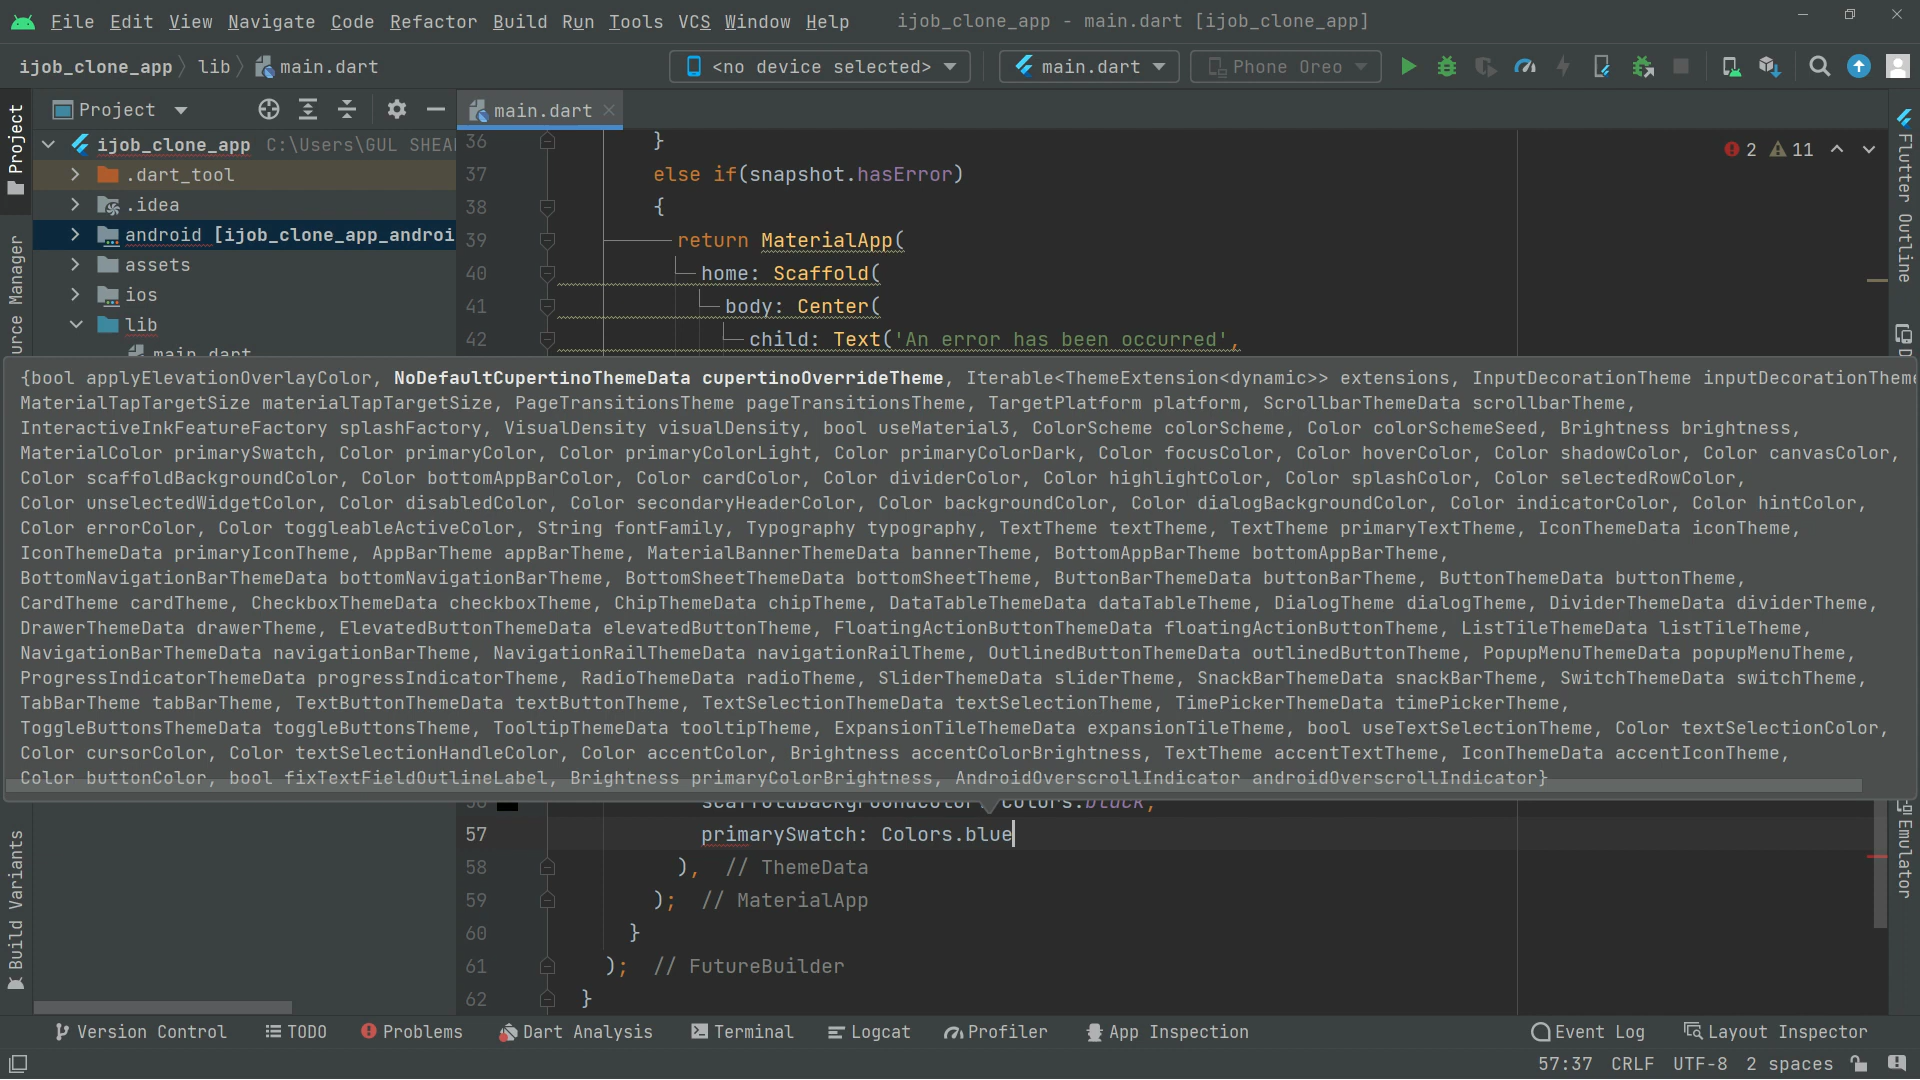 File Edit View Navigate Code Refactor Build Run Tools VCS Window Help ijob_clone_app - main.dart [ijob_clone_app]
ijob_clone_app lib main.dart <no device selected> main.dart Phone Oreo
Project main.dart
ijob_clone_app C:\Users\GUL SHEA
.dart_tool
.idea
android [ijob_clone_app_androi
assets
ios
lib
main.dart
Project
Resource Manager
Build Variants
Flutter Outline
Emulator
2 11
36 }
37 else if(snapshot.hasError)
38 {
39 return MaterialApp(
40 home: Scaffold(
41 body: Center(
42 child: Text('An error has been occurred',
{bool applyElevationOverlayColor, NoDefaultCupertinoThemeData cupertinoOverrideTheme, Iterable<ThemeExtension<dynamic>> extensions, InputDecorationTheme inputDecorationTheme
MaterialTapTargetSize materialTapTargetSize, PageTransitionsTheme pageTransitionsTheme, TargetPlatform platform, ScrollbarThemeData scrollbarTheme,
InteractiveInkFeatureFactory splashFactory, VisualDensity visualDensity, bool useMaterial3, ColorScheme colorScheme, Color colorSchemeSeed, Brightness brightness,
MaterialColor primarySwatch, Color primaryColor, Color primaryColorLight, Color primaryColorDark, Color focusColor, Color hoverColor, Color shadowColor, Color canvasColor,
Color scaffoldBackgroundColor, Color bottomAppBarColor, Color cardColor, Color dividerColor, Color highlightColor, Color splashColor, Color selectedRowColor,
Color unselectedWidgetColor, Color disabledColor, Color secondaryHeaderColor, Color backgroundColor, Color dialogBackgroundColor, Color indicatorColor, Color hintColor,
Color errorColor, Color toggleableActiveColor, String fontFamily, Typography typography, TextTheme textTheme, TextTheme primaryTextTheme, IconThemeData iconTheme,
IconThemeData primaryIconTheme, AppBarTheme appBarTheme, MaterialBannerThemeData bannerTheme, BottomAppBarTheme bottomAppBarTheme,
BottomNavigationBarThemeData bottomNavigationBarTheme, BottomSheetThemeData bottomSheetTheme, ButtonBarThemeData buttonBarTheme, ButtonThemeData buttonTheme,
CardTheme cardTheme, CheckboxThemeData checkboxTheme, ChipThemeData chipTheme, DataTableThemeData dataTableTheme, DialogTheme dialogTheme, DividerThemeData dividerTheme,
DrawerThemeData drawerTheme, ElevatedButtonThemeData elevatedButtonTheme, FloatingActionButtonThemeData floatingActionButtonTheme, ListTileThemeData listTileTheme,
NavigationBarThemeData navigationBarTheme, NavigationRailThemeData navigationRailTheme, OutlinedButtonThemeData outlinedButtonTheme, PopupMenuThemeData popupMenuTheme,
ProgressIndicatorThemeData progressIndicatorTheme, RadioThemeData radioTheme, SliderThemeData sliderTheme, SnackBarThemeData snackBarTheme, SwitchThemeData switchTheme,
TabBarTheme tabBarTheme, TextButtonThemeData textButtonTheme, TextSelectionThemeData textSelectionTheme, TimePickerThemeData timePickerTheme,
ToggleButtonsThemeData toggleButtonsTheme, TooltipThemeData tooltipTheme, ExpansionTileThemeData expansionTileTheme, bool useTextSelectionTheme, Color textSelectionColor,
Color cursorColor, Color textSelectionHandleColor, Color accentColor, Brightness accentColorBrightness, TextTheme accentTextTheme, IconThemeData accentIconTheme,
Color buttonColor, bool fixTextFieldOutlineLabel, Brightness primaryColorBrightness, AndroidOverscrollIndicator androidOverscrollIndicator}
56 scaffoldBackgroundColor: Colors.black,
57 primarySwatch: Colors.blue
58 ), // ThemeData
59 ); // MaterialApp
60 }
61 ); // FutureBuilder
62 }
Version Control TODO Problems Dart Analysis Terminal Logcat Profiler App Inspection Event Log Layout Inspector
57:37 CRLF UTF-8 2 spaces